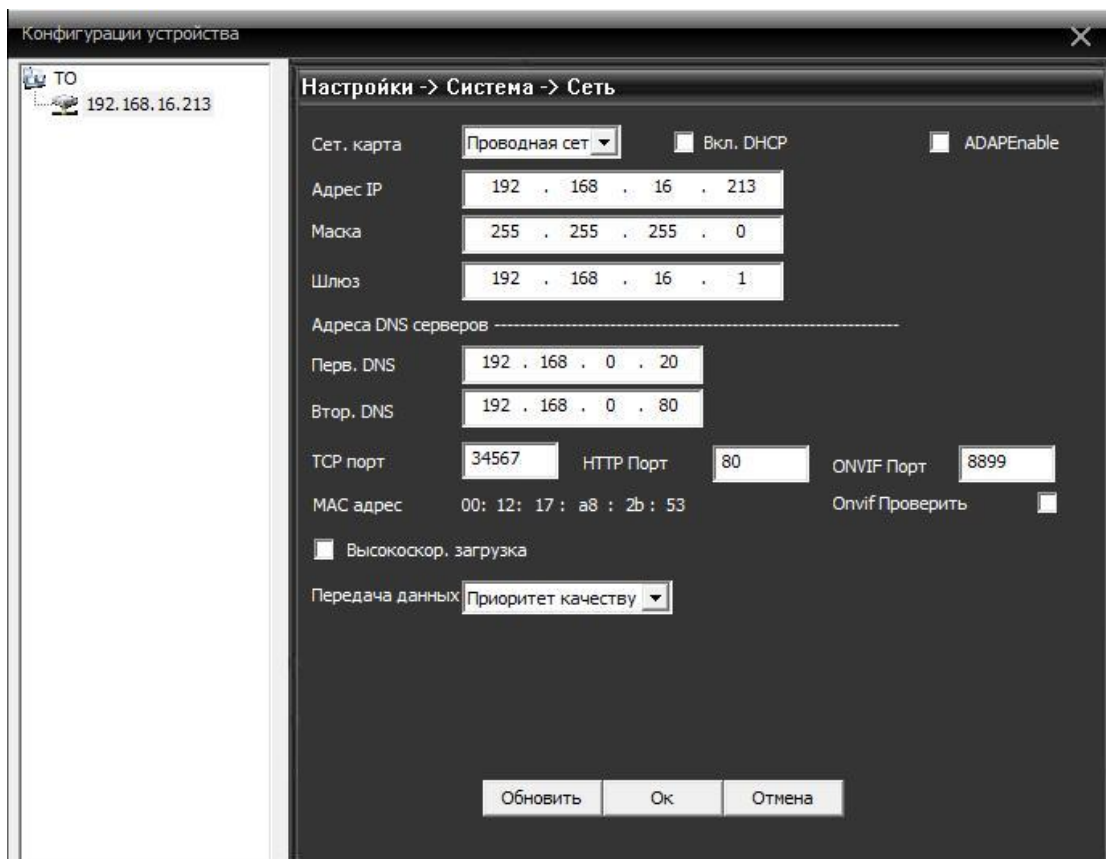 Конфигурации устройства
ТО
192.168.16.213
Настройки -> Система -> Сеть
Сет. карта Проводная сет Вкл. DHCP ADAPEnable
Адрес IP 192 . 168 . 16 . 213
Маска 255 . 255 . 255 . 0
Шлюз 192 . 168 . 16 . 1
Адреса DNS серверов ----------------------------------------------------------------
Перв. DNS 192 . 168 . 0 . 20
Втор. DNS 192 . 168 . 0 . 80
TCP порт 34567 HTTP Порт 80 ONVIF Порт 8899
MAC адрес 00: 12: 17 : a8 : 2b : 53 Onvif Проверить
Высокоскор. загрузка
Передача данных Приоритет качеству
Обновить Ок Отмена